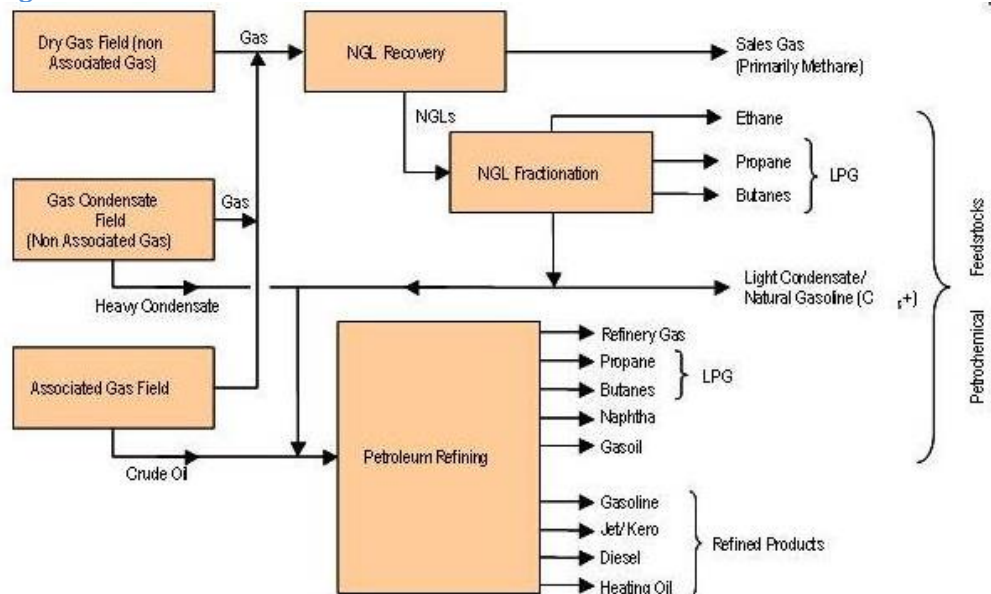 Dry Gas Field (non
Associated Gas)
Gas
NGL Recovery
Sales Gas
(Primarily Methane)
NGLs
Ethane
NGL Fractionation
Propane
Butanes
LPG
Gas Condensate
Field
(Non Associated Gas)
Gas
Heavy Condensate
Light Condensate/
Natural Gasoline (C 5+)
Petrochemical Feedsrtocks
Associated Gas Field
Crude Oil
Petroleum Refining
Refinery Gas
Propane
Butanes
LPG
Naphtha
Gasoil
Gasoline
Jet/ Kero
Diesel
Heating Oil
Refined Products